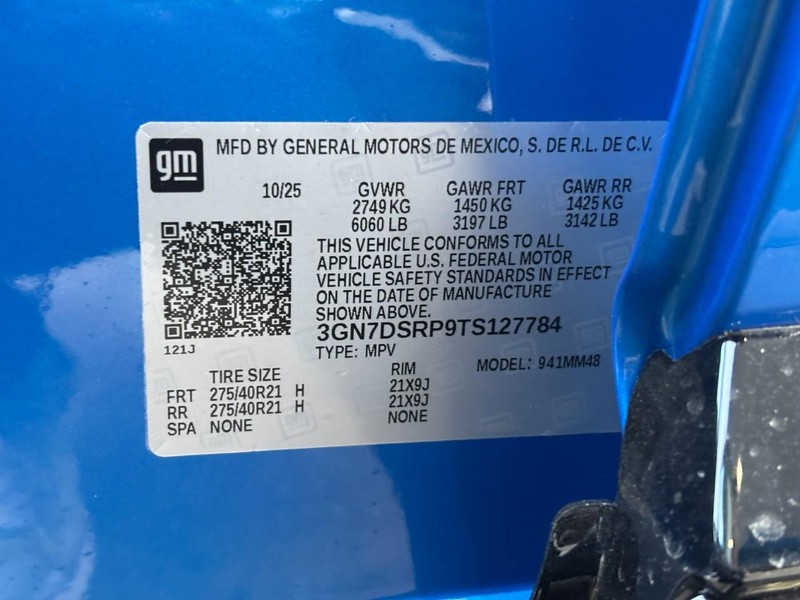 gm MFD BY GENERAL MOTORS DE MEXICO, S. DE R.L. DE C.V.
10/25 GVWR GAWR FRT GAWR RR
2749 KG 1450 KG 1425 KG
6060 LB 3197 LB 3142 LB
THIS VEHICLE CONFORMS TO ALL
APPLICABLE U.S. FEDERAL MOTOR
VEHICLE SAFETY STANDARDS IN EFFECT
ON THE DATE OF MANUFACTURE
SHOWN ABOVE.
3GN7DSRP9TS127784
121J TYPE: MPV MODEL: 941MM48
TIRE SIZE RIM
FRT 275/40R21 H 21X9J
RR 275/40R21 H 21X9J
SPA NONE NONE